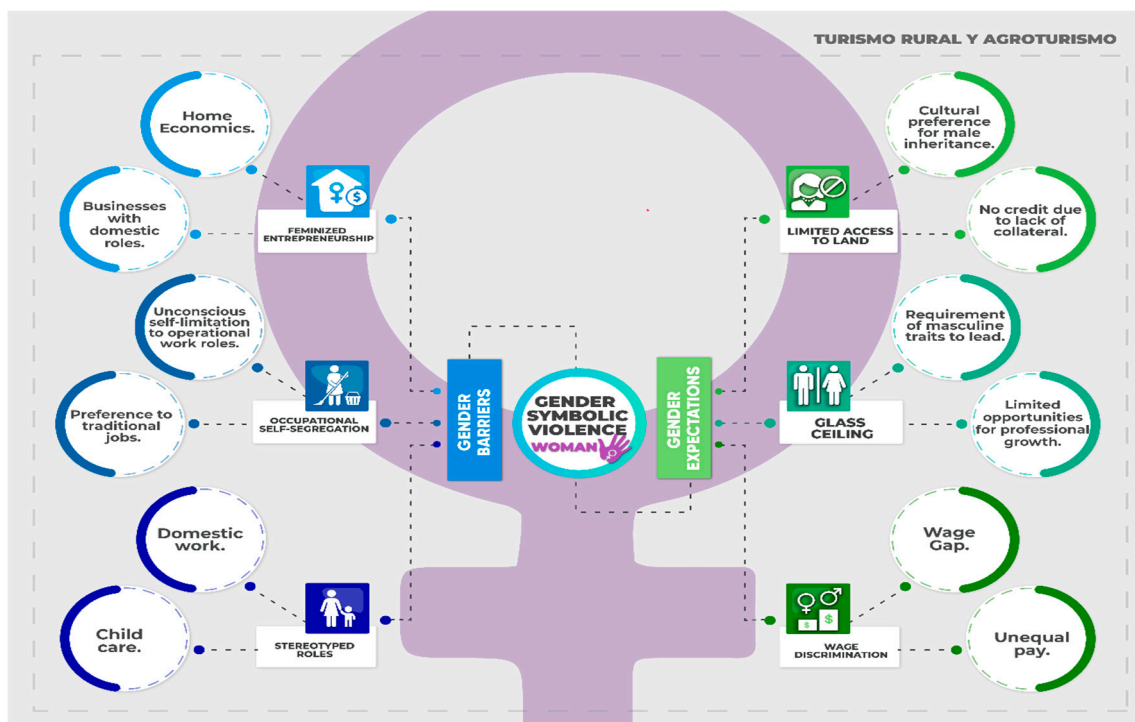 TURISMO RURAL Y AGROTURISMO
Home
Economics.
Businesses
with
domestic
roles.
FEMINIZED
ENTREPRENEURSHIP
Unconscious
self-limitation
to operational
work roles.
Preference to
traditional
jobs.
OCCUPATIONAL
SELF-SEGREGATION
Domestic
work.
Child
care.
STEREOTYPED
ROLES
GENDER
BARRIERS
GENDER
SYMBOLIC
VIOLENCE
WOMAN
GENDER
EXPECTATIONS
Cultural
preference
for male
inheritance.
No credit due
to lack of
collateral.
LIMITED ACCESS
TO LAND
Requirement
of masculine
traits to lead.
Limited
opportunities
for professional
growth.
GLASS
CEILING
Wage
Gap.
Unequal
pay.
WAGE
DISCRIMINATION
$
$
$